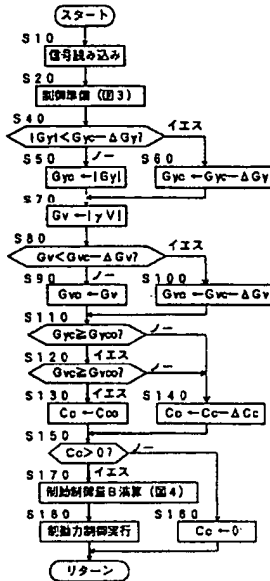 スタート
S10
信号読み込み
S20
制御準備（図3）
S40
|Gy|<Gyc－ΔGy?
イエス
S50
ノー
S60
Gyc←|Gy|
Gyc←Gyc－ΔGy
S70
Gv←|γV|
S80
Gv<Gvc－ΔGv?
イエス
S90
ノー
S100
Gvc←Gv
Gvc←Gvc－ΔGv
S110
Gyc≧Gyco?
ノー
S120
イエス
Gvc≧Gvco?
ノー
S130
イエス
S140
Cc←Cco
Cc←Cc－ΔCc
S150
Cc>0?
ノー
S170
イエス
制動制御量B演算（図4）
S180
S160
制動力制御実行
Cc←0
リターン